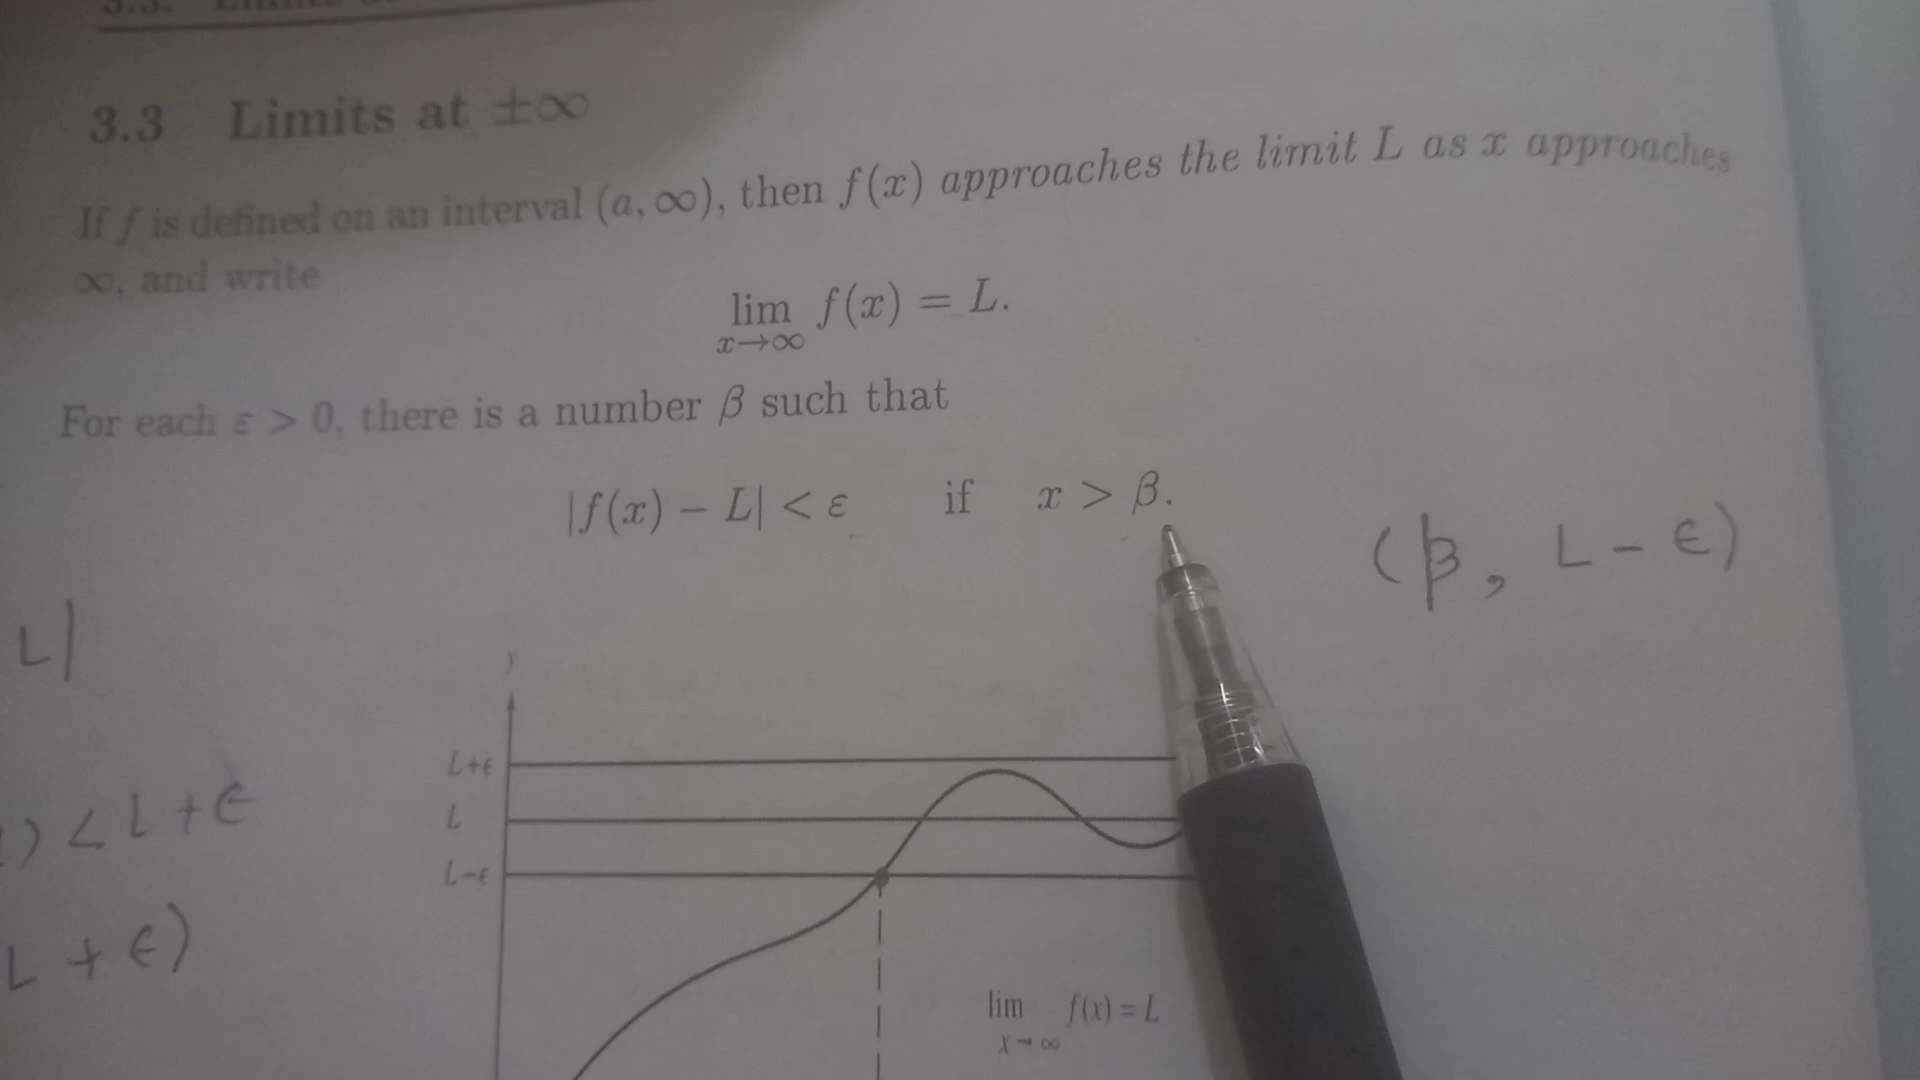 3.3 Limits at ±∞
If f is defined on an interval (a, ∞), then f(x) approaches the limit L as x approaches
∞, and write
lim f(x) = L.
x→∞
For each ε > 0, there is a number β such that
|f(x) − L| < ε if x > β.
(β, L − ϵ)
L|
y
L+ϵ
L
) < L + ϵ
L−ϵ
L + ϵ)
lim f(x) = L
x→∞